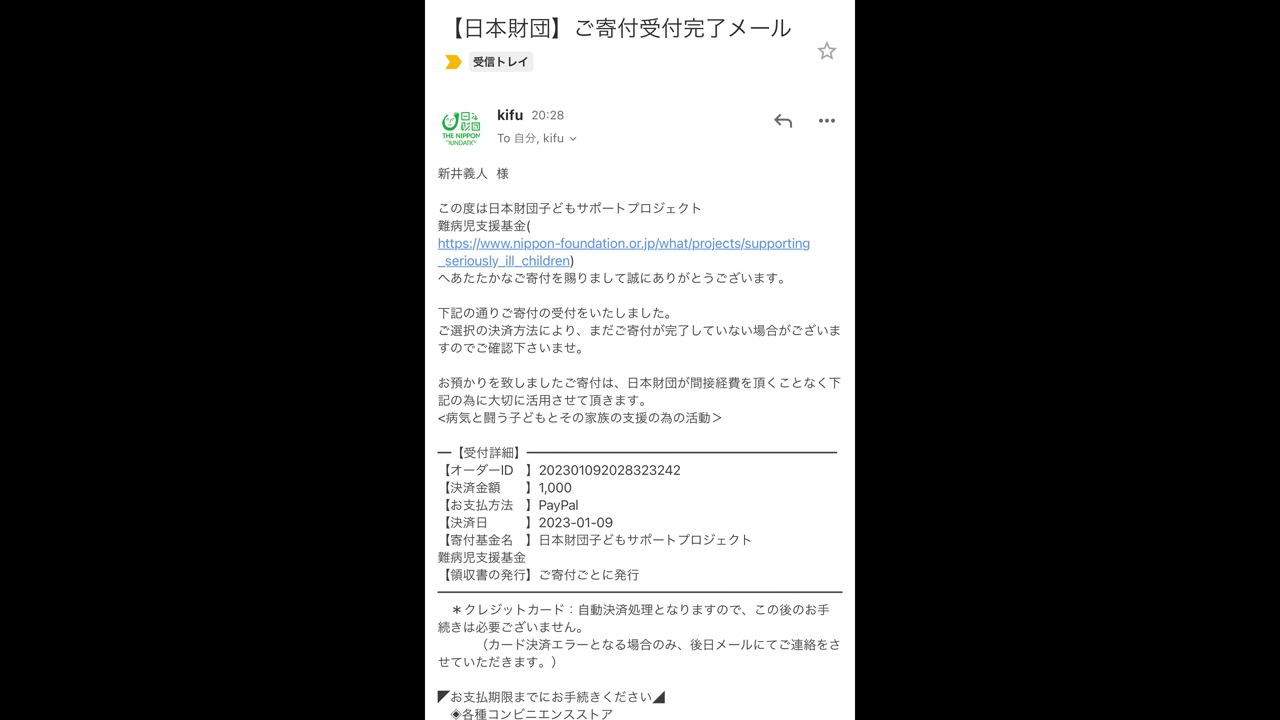 【日本財団】ご寄付受付完了メール
受信トレイ
kifu 20:28
To 自分, kifu
THE NIPPON
新井義人 様
この度は日本財団子どもサポートプロジェクト
難病児支援基金(
https://www.nippon-foundation.or.jp/what/projects/supporting
_seriously_ill_children)
へあたたかなご寄付を賜りまして誠にありがとうございます。
下記の通りご寄付の受付をいたしました。
ご選択の決済方法により、まだご寄付が完了していない場合がございま
すのでご確認下さいませ。
お預かりを致しましたご寄付は、日本財団が間接経費を頂くことなく下
記の為に大切に活用させて頂きます。
<病気と闘う子どもとその家族の支援の為の活動＞
━【受付詳細】━━━━━━━━━━━━━━━━━━━━━━━━━
【オーダーID　】202301092028323242
【決済金額　　】1,000
【お支払方法　】PayPal
【決済日　　　】2023-01-09
【寄付基金名　】日本財団子どもサポートプロジェクト
難病児支援基金
【領収書の発行】ご寄付ごとに発行
━━━━━━━━━━━━━━━━━━━━━━━━━━━━━━━━
＊クレジットカード：自動決済処理となりますので、この後のお手
続きは必要ございません。
（カード決済エラーとなる場合のみ、後日メールにてご連絡をさ
せていただきます。）
◤お支払期限までにお手続きください◢
◈各種コンビニエンスストア